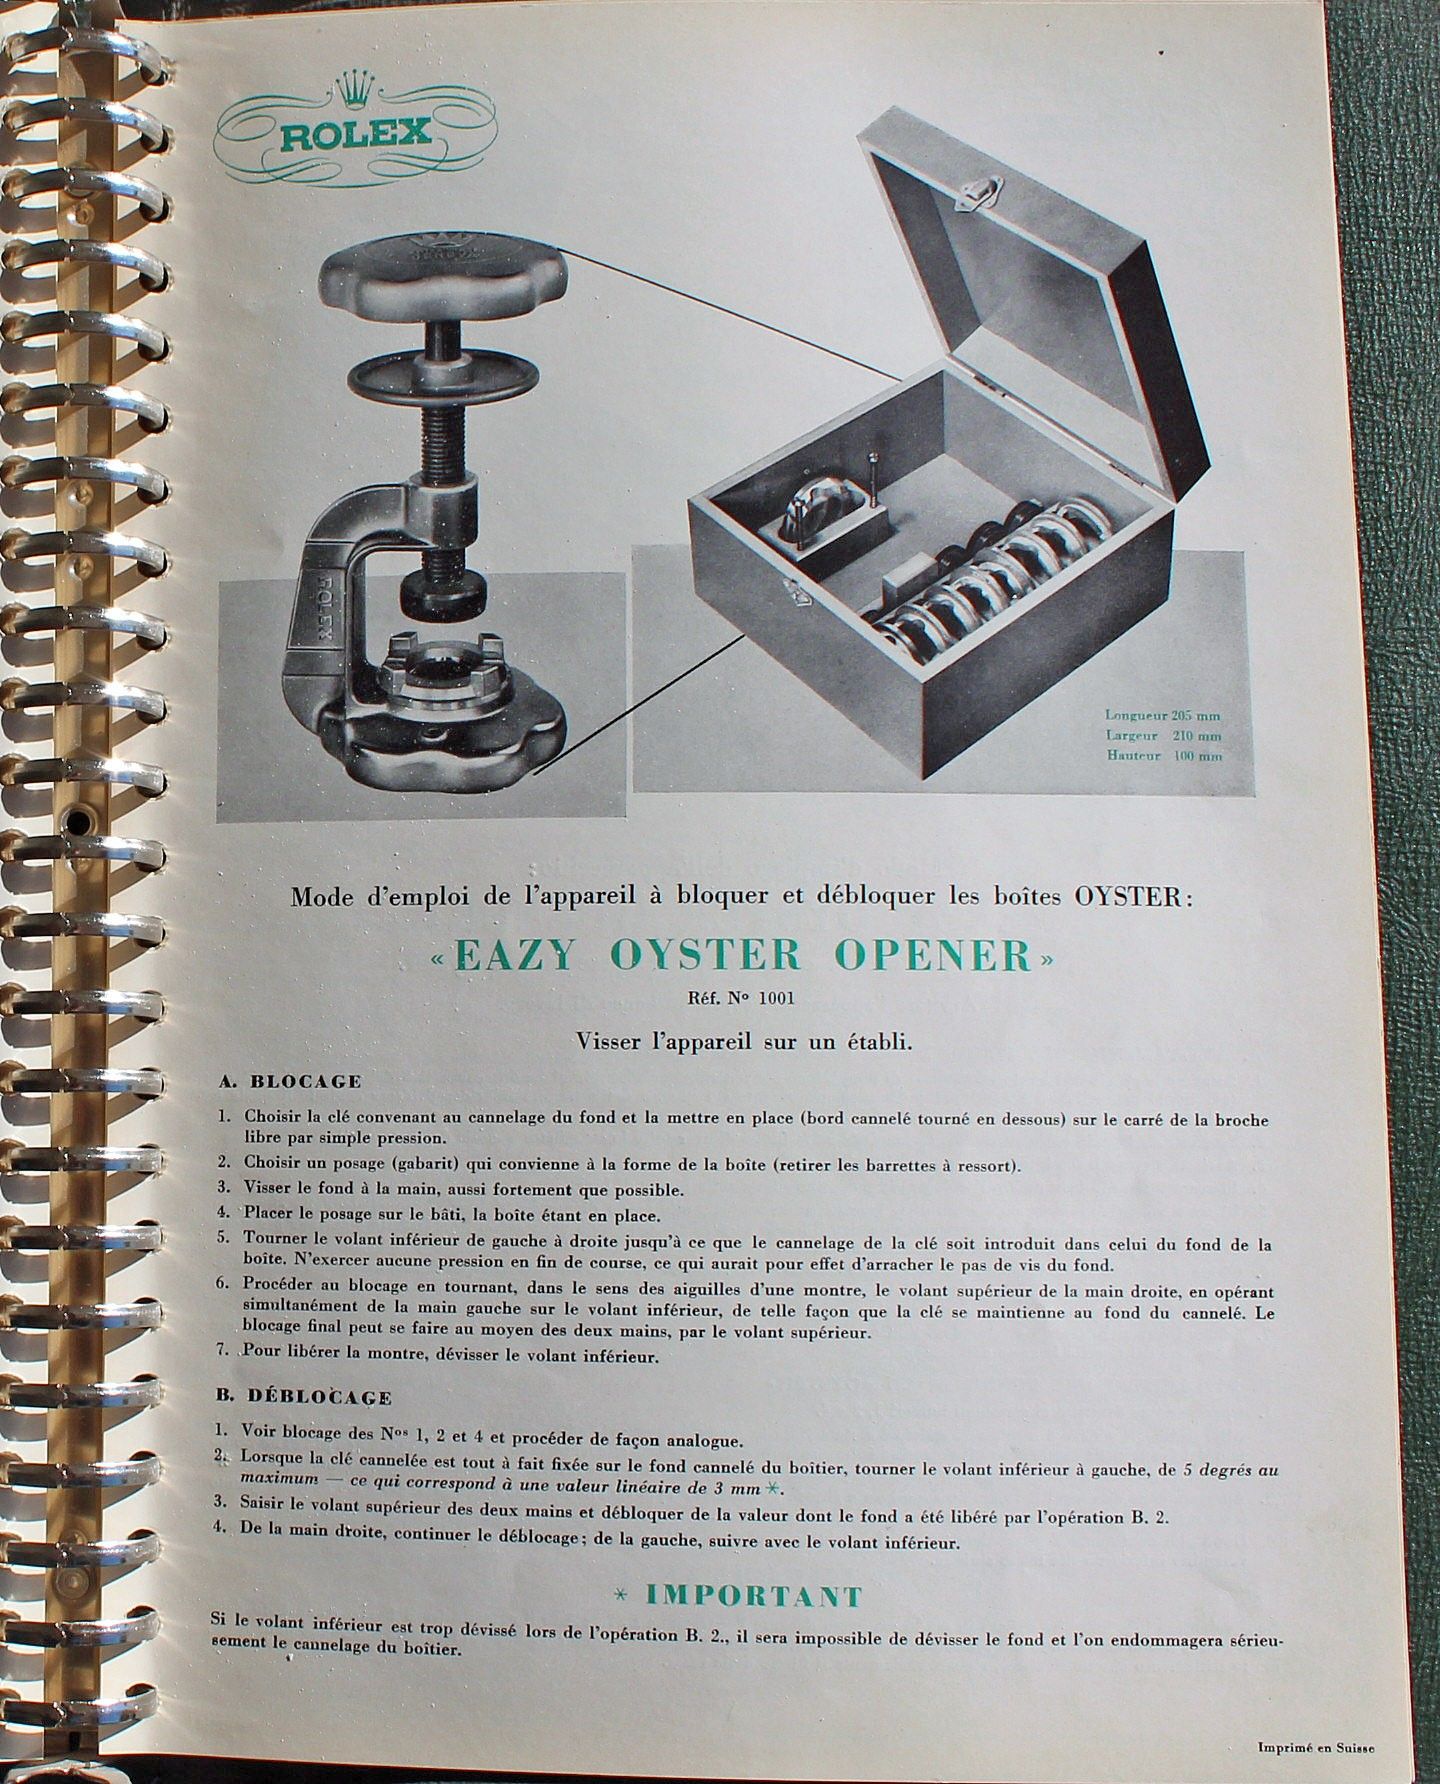 ROLEX
ROLEX
Longueur 205 mm
Largeur 210 mm
Hauteur 100 mm
Mode d'emploi de l'appareil à bloquer et débloquer les boîtes OYSTER:
« EAZY OYSTER OPENER »
Réf. Nº 1001
Visser l'appareil sur un établi.
A. BLOCAGE
1. Choisir la clé convenant au cannelage du fond et la mettre en place (bord cannelé tourné en dessous) sur le carré de la broche
libre par simple pression.
2. Choisir un posage (gabarit) qui convienne à la forme de la boîte (retirer les barrettes à ressort).
3. Visser le fond à la main, aussi fortement que possible.
4. Placer le posage sur le bâti, la boîte étant en place.
5. Tourner le volant inférieur de gauche à droite jusqu'à ce que le cannelage de la clé soit introduit dans celui du fond de la
boîte. N'exercer aucune pression en fin de course, ce qui aurait pour effet d'arracher le pas de vis du fond.
6. Procéder au blocage en tournant, dans le sens des aiguilles d'une montre, le volant supérieur de la main droite, en opérant
simultanément de la main gauche sur le volant inférieur, de telle façon que la clé se maintienne au fond du cannelé. Le
blocage final peut se faire au moyen des deux mains, par le volant supérieur.
7. Pour libérer la montre, dévisser le volant inférieur.
B. DÉBLOCAGE
1. Voir blocage des Nos 1, 2 et 4 et procéder de façon analogue.
2. Lorsque la clé cannelée est tout à fait fixée sur le fond cannelé du boîtier, tourner le volant inférieur à gauche, de 5 degrés au
maximum — ce qui correspond à une valeur linéaire de 3 mm *.
3. Saisir le volant supérieur des deux mains et débloquer de la valeur dont le fond a été libéré par l'opération B. 2.
4. De la main droite, continuer le déblocage; de la gauche, suivre avec le volant inférieur.
* IMPORTANT
Si le volant inférieur est trop dévissé lors de l'opération B. 2., il sera impossible de dévisser le fond et l'on endommagera sérieu-
sement le cannelage du boîtier.
Imprimé en Suisse